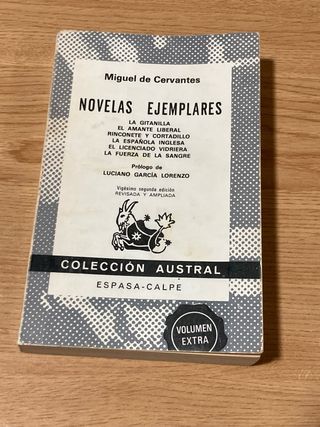 Miguel de Cervantes
NOVELAS EJEMPLARES
LA GITANILLA
EL AMANTE LIBERAL
RINCONETE Y CORTADILLO
LA ESPAÑOLA INGLESA
EL LICENCIADO VIDRIERA
LA FUERZA DE LA SANGRE
Prólogo de
LUCIANO GARCÍA LORENZO
Vigésimo segunda edición
REVISADA Y AMPLIADA
COLECCIÓN AUSTRAL
ESPASA-CALPE
VOLUMEN
EXTRA